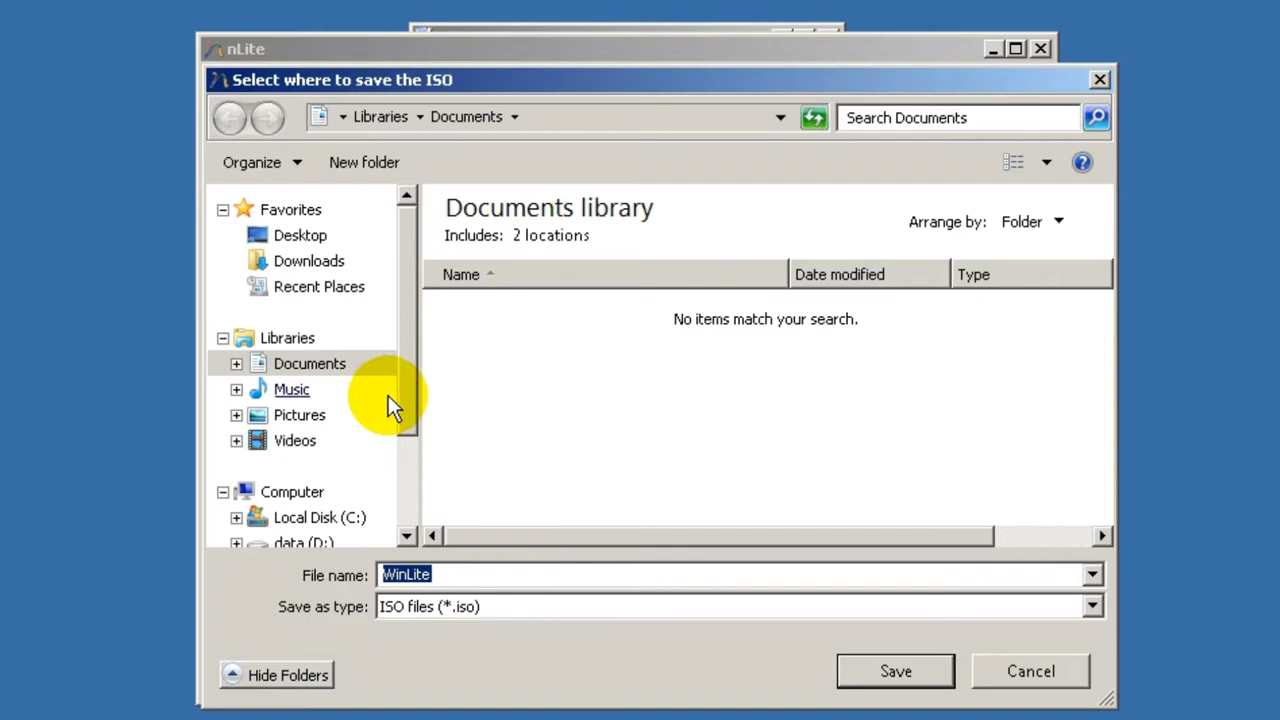 nLite
Select where to save the ISO
Libraries Documents
Search Documents
Organize New folder
Favorites
Desktop
Downloads
Recent Places
Libraries
Documents
Music
Pictures
Videos
Computer
Local Disk (C:)
data (D:)
Documents library
Includes: 2 locations
Arrange by: Folder
Name Date modified Type
No items match your search.
File name: WinLite
Save as type: ISO files (*.iso)
Hide Folders Save Cancel